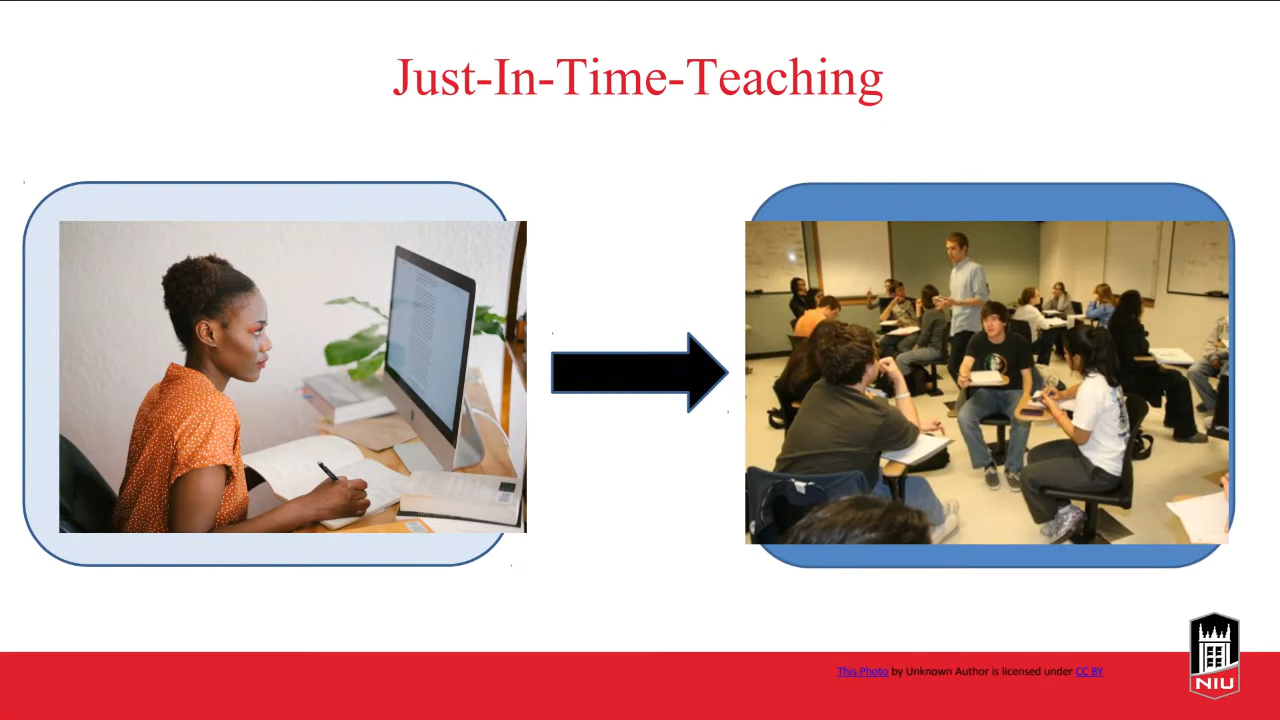 Just-In-Time-Teaching
This Photo by Unknown Author is licensed under CC BY
NIU